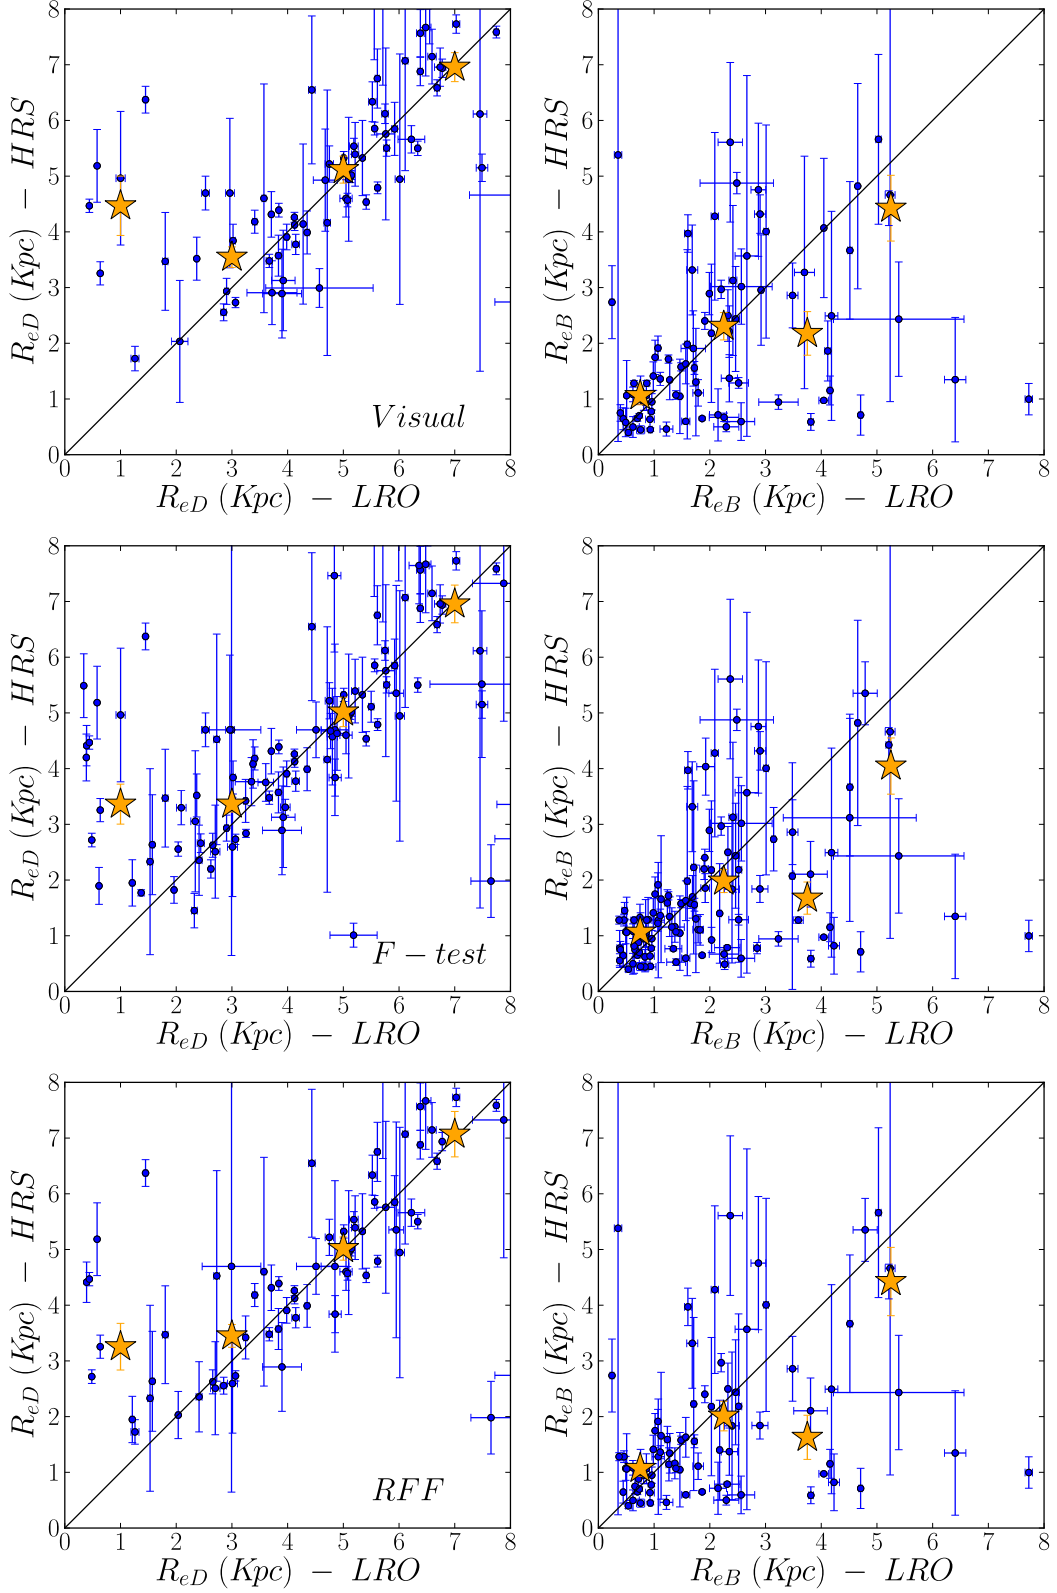 8
7
6
5
4
3
2
1
0
R_eD (Kpc) − HRS
Visual
0 1 2 3 4 5 6 7 8
R_eD (Kpc) − LRO
8
7
6
5
4
3
2
1
0
R_eB (Kpc) − HRS
0 1 2 3 4 5 6 7 8
R_eB (Kpc) − LRO
8
7
6
5
4
3
2
1
0
R_eD (Kpc) − HRS
F − test
0 1 2 3 4 5 6 7 8
R_eD (Kpc) − LRO
8
7
6
5
4
3
2
1
0
R_eB (Kpc) − HRS
0 1 2 3 4 5 6 7 8
R_eB (Kpc) − LRO
8
7
6
5
4
3
2
1
0
R_eD (Kpc) − HRS
RFF
0 1 2 3 4 5 6 7 8
R_eD (Kpc) − LRO
8
7
6
5
4
3
2
1
0
R_eB (Kpc) − HRS
0 1 2 3 4 5 6 7 8
R_eB (Kpc) − LRO